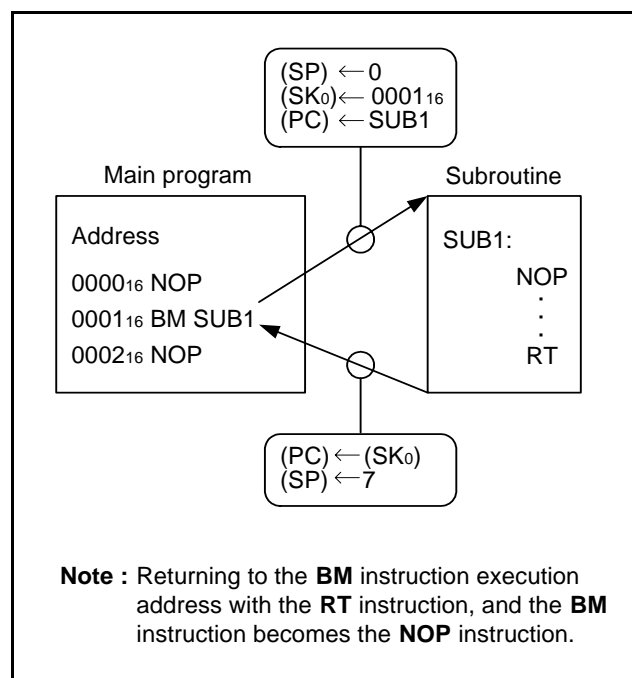 (SP) ← 0
(SK0) ← 000116
(PC) ← SUB1
Main program
Subroutine
Address
000016 NOP
000116 BM SUB1
000216 NOP
SUB1:
NOP
·
·
·
RT
(PC) ← (SK0)
(SP) ← 7
Note : Returning to the BM instruction execution
address with the RT instruction, and the BM
instruction becomes the NOP instruction.